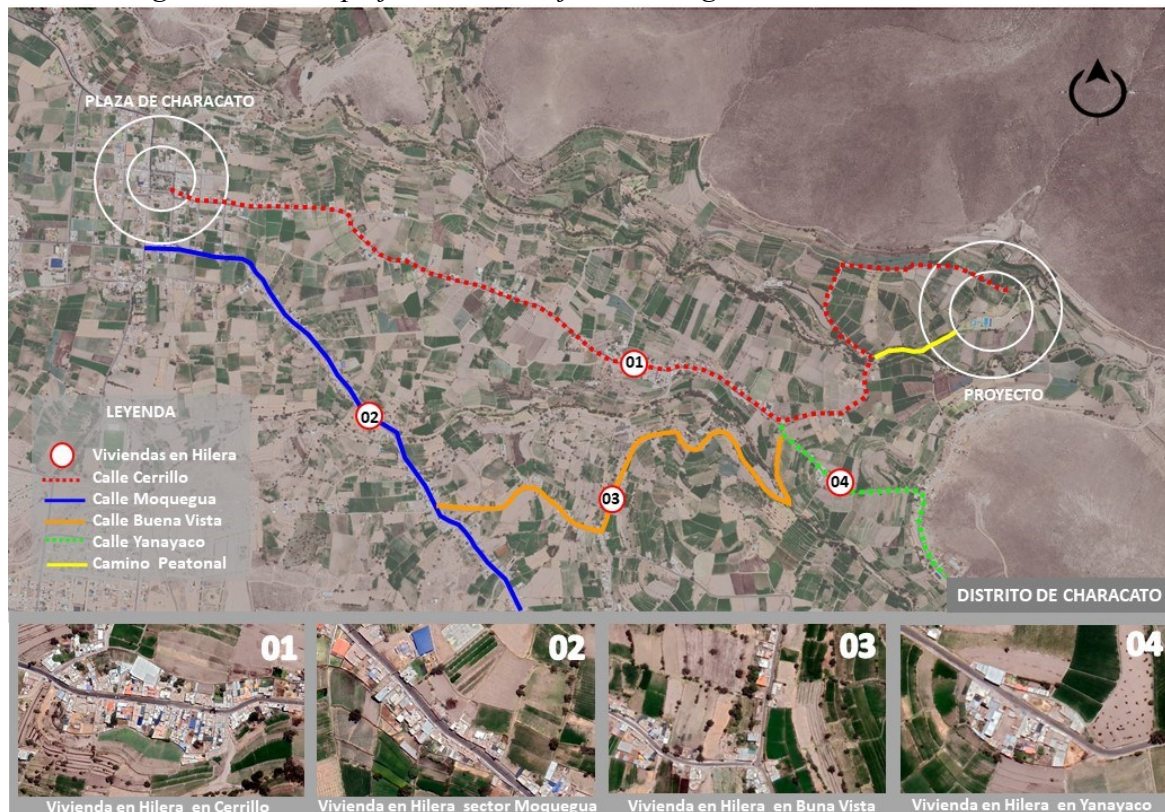 PLAZA DE CHARACATO
PROYECTO
01
02
03
04
LEYENDA
Viviendas en Hilera
Calle Cerrillo
Calle Moquegua
Calle Buena Vista
Calle Yanayaco
Camino Peatonal
DISTRITO DE CHARACATO
01
02
03
04
Vivienda en Hilera en Cerrillo
Vivienda en Hilera sector Moquegua
Vivienda en Hilera en Buna Vista
Vivienda en Hilera en Yanayaco